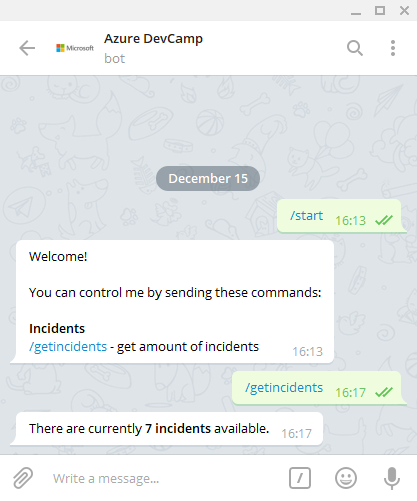 Microsoft
Azure DevCamp
bot
December 15
/start 16:13
Welcome!
You can control me by sending these commands:
Incidents
/getincidents - get amount of incidents
16:13
/getincidents 16:17
There are currently 7 incidents available. 16:17
Write a message...
/